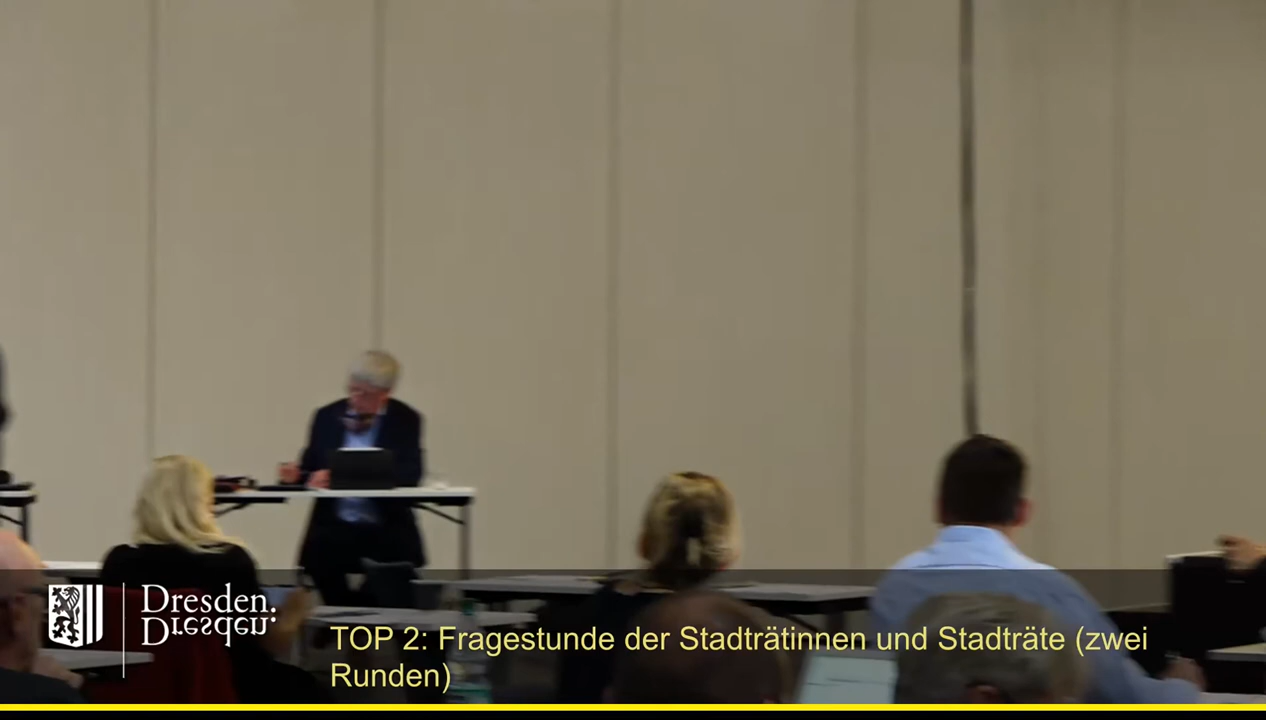 Dresden.
Dresden.
TOP 2: Fragestunde der Stadträtinnen und Stadträte (zwei
Runden)